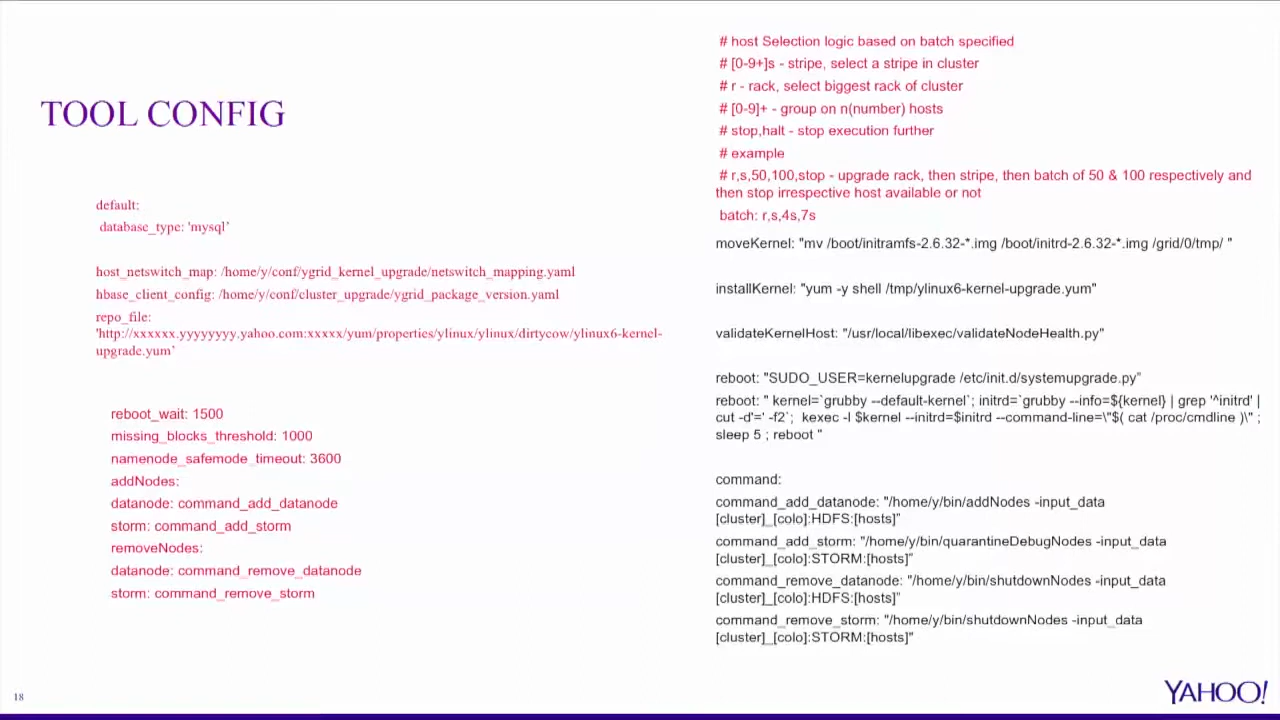 TOOL CONFIG
default:
database_type: 'mysql’
host_netswitch_map: /home/y/conf/ygrid_kernel_upgrade/netswitch_mapping.yaml
hbase_client_config: /home/y/conf/cluster_upgrade/ygrid_package_version.yaml
repo_file:
'http://xxxxxx.yyyyyyyy.yahoo.com:xxxxx/yum/properties/ylinux/ylinux/dirtycow/ylinux6-kernel-
upgrade.yum’
reboot_wait: 1500
missing_blocks_threshold: 1000
namenode_safemode_timeout: 3600
addNodes:
datanode: command_add_datanode
storm: command_add_storm
removeNodes:
datanode: command_remove_datanode
storm: command_remove_storm
# host Selection logic based on batch specified
# [0-9+]s - stripe, select a stripe in cluster
# r - rack, select biggest rack of cluster
# [0-9]+ - group on n(number) hosts
# stop,halt - stop execution further
# example
# r,s,50,100,stop - upgrade rack, then stripe, then batch of 50 & 100 respectively and
then stop irrespective host available or not
batch: r,s,4s,7s
moveKernel: "mv /boot/initramfs-2.6.32-*.img /boot/initrd-2.6.32-*.img /grid/0/tmp/ "
installKernel: "yum -y shell /tmp/ylinux6-kernel-upgrade.yum"
validateKernelHost: "/usr/local/libexec/validateNodeHealth.py"
reboot: "SUDO_USER=kernelupgrade /etc/init.d/systemupgrade.py”
reboot: " kernel=`grubby --default-kernel`; initrd=`grubby --info=${kernel} | grep '^initrd' |
cut -d'=' -f2`;  kexec -l $kernel --initrd=$initrd --command-line=\"$( cat /proc/cmdline )\" ;
sleep 5 ; reboot "
command:
command_add_datanode: "/home/y/bin/addNodes -input_data
[cluster]_[colo]:HDFS:[hosts]”
command_add_storm: "/home/y/bin/quarantineDebugNodes -input_data
[cluster]_[colo]:STORM:[hosts]"
command_remove_datanode: "/home/y/bin/shutdownNodes -input_data
[cluster]_[colo]:HDFS:[hosts]”
command_remove_storm: "/home/y/bin/shutdownNodes -input_data
[cluster]_[colo]:STORM:[hosts]"
18
YAHOO!